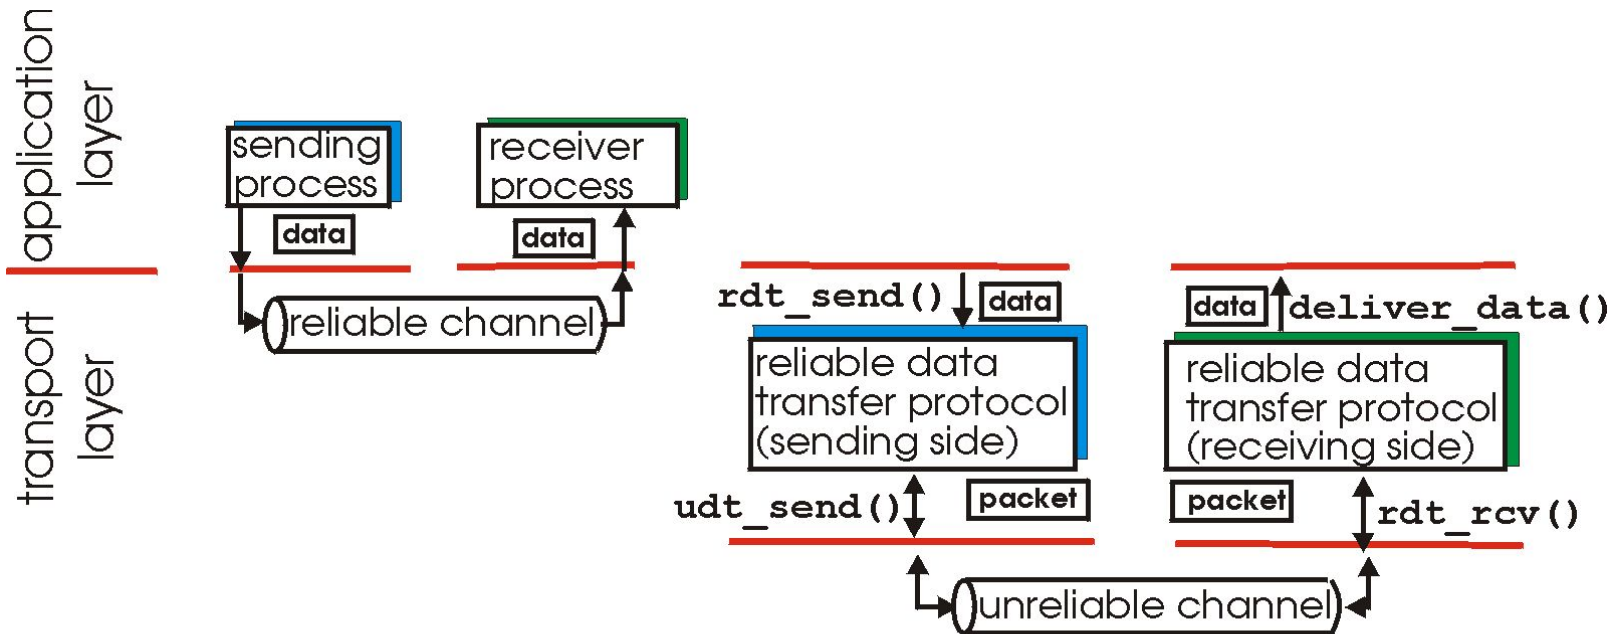 application
layer
transport
layer
sending
process
data
receiver
process
data
reliable channel
rdt_send()
data
reliable data
transfer protocol
(sending side)
udt_send()
packet
data
deliver_data()
reliable data
transfer protocol
(receiving side)
packet
rdt_rcv()
unreliable channel